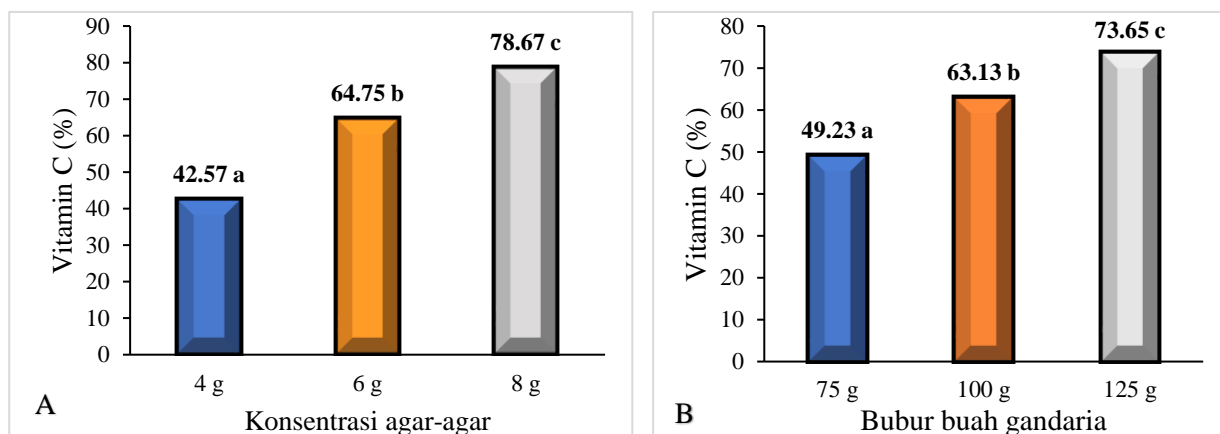 90
80
70
60
50
40
30
20
10
0
Vitamin C (%)
42.57 a
64.75 b
78.67 c
4 g
6 g
8 g
Konsentrasi agar-agar
A
80
70
60
50
40
30
20
10
0
Vitamin C (%)
49.23 a
63.13 b
73.65 c
75 g
100 g
125 g
Bubur buah gandaria
B